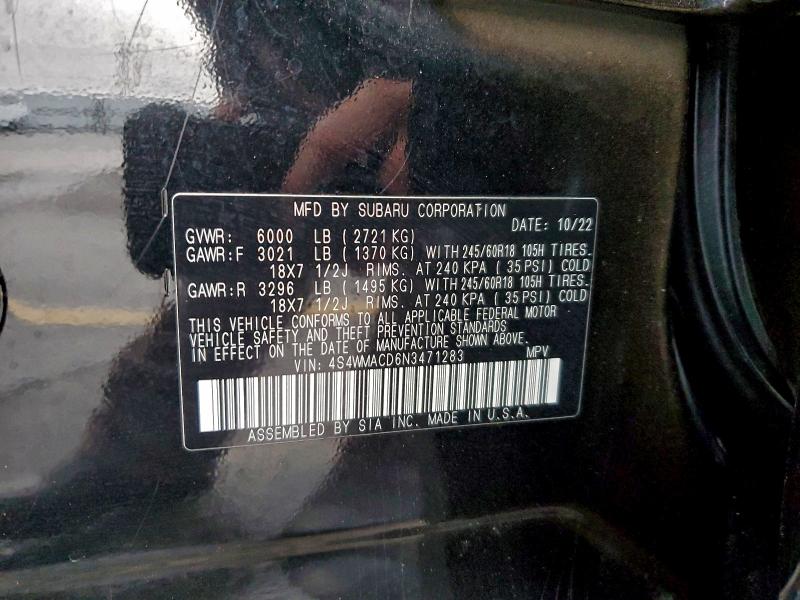 MFD BY SUBARU CORPORATION
DATE: 10/22
GVWR: 6000 LB ( 2721 KG)
GAWR:F 3021 LB ( 1370 KG) WITH 245/60R18 105H TIRES.
18X7 1/2J RIMS. AT 240 KPA ( 35 PSI) COLD
GAWR:R 3296 LB ( 1495 KG) WITH 245/60R18 105H TIRES.
18X7 1/2J RIMS. AT 240 KPA ( 35 PSI) COLD
THIS VEHICLE CONFORMS TO ALL APPLICABLE FEDERAL MOTOR
VEHICLE SAFETY AND THEFT PREVENTION STANDARDS
IN EFFECT ON THE DATE OF MANUFACTURE SHOWN ABOVE.
VIN: 4S4WMACD6N3471283 MPV
ASSEMBLED BY SIA INC. MADE IN U.S.A.